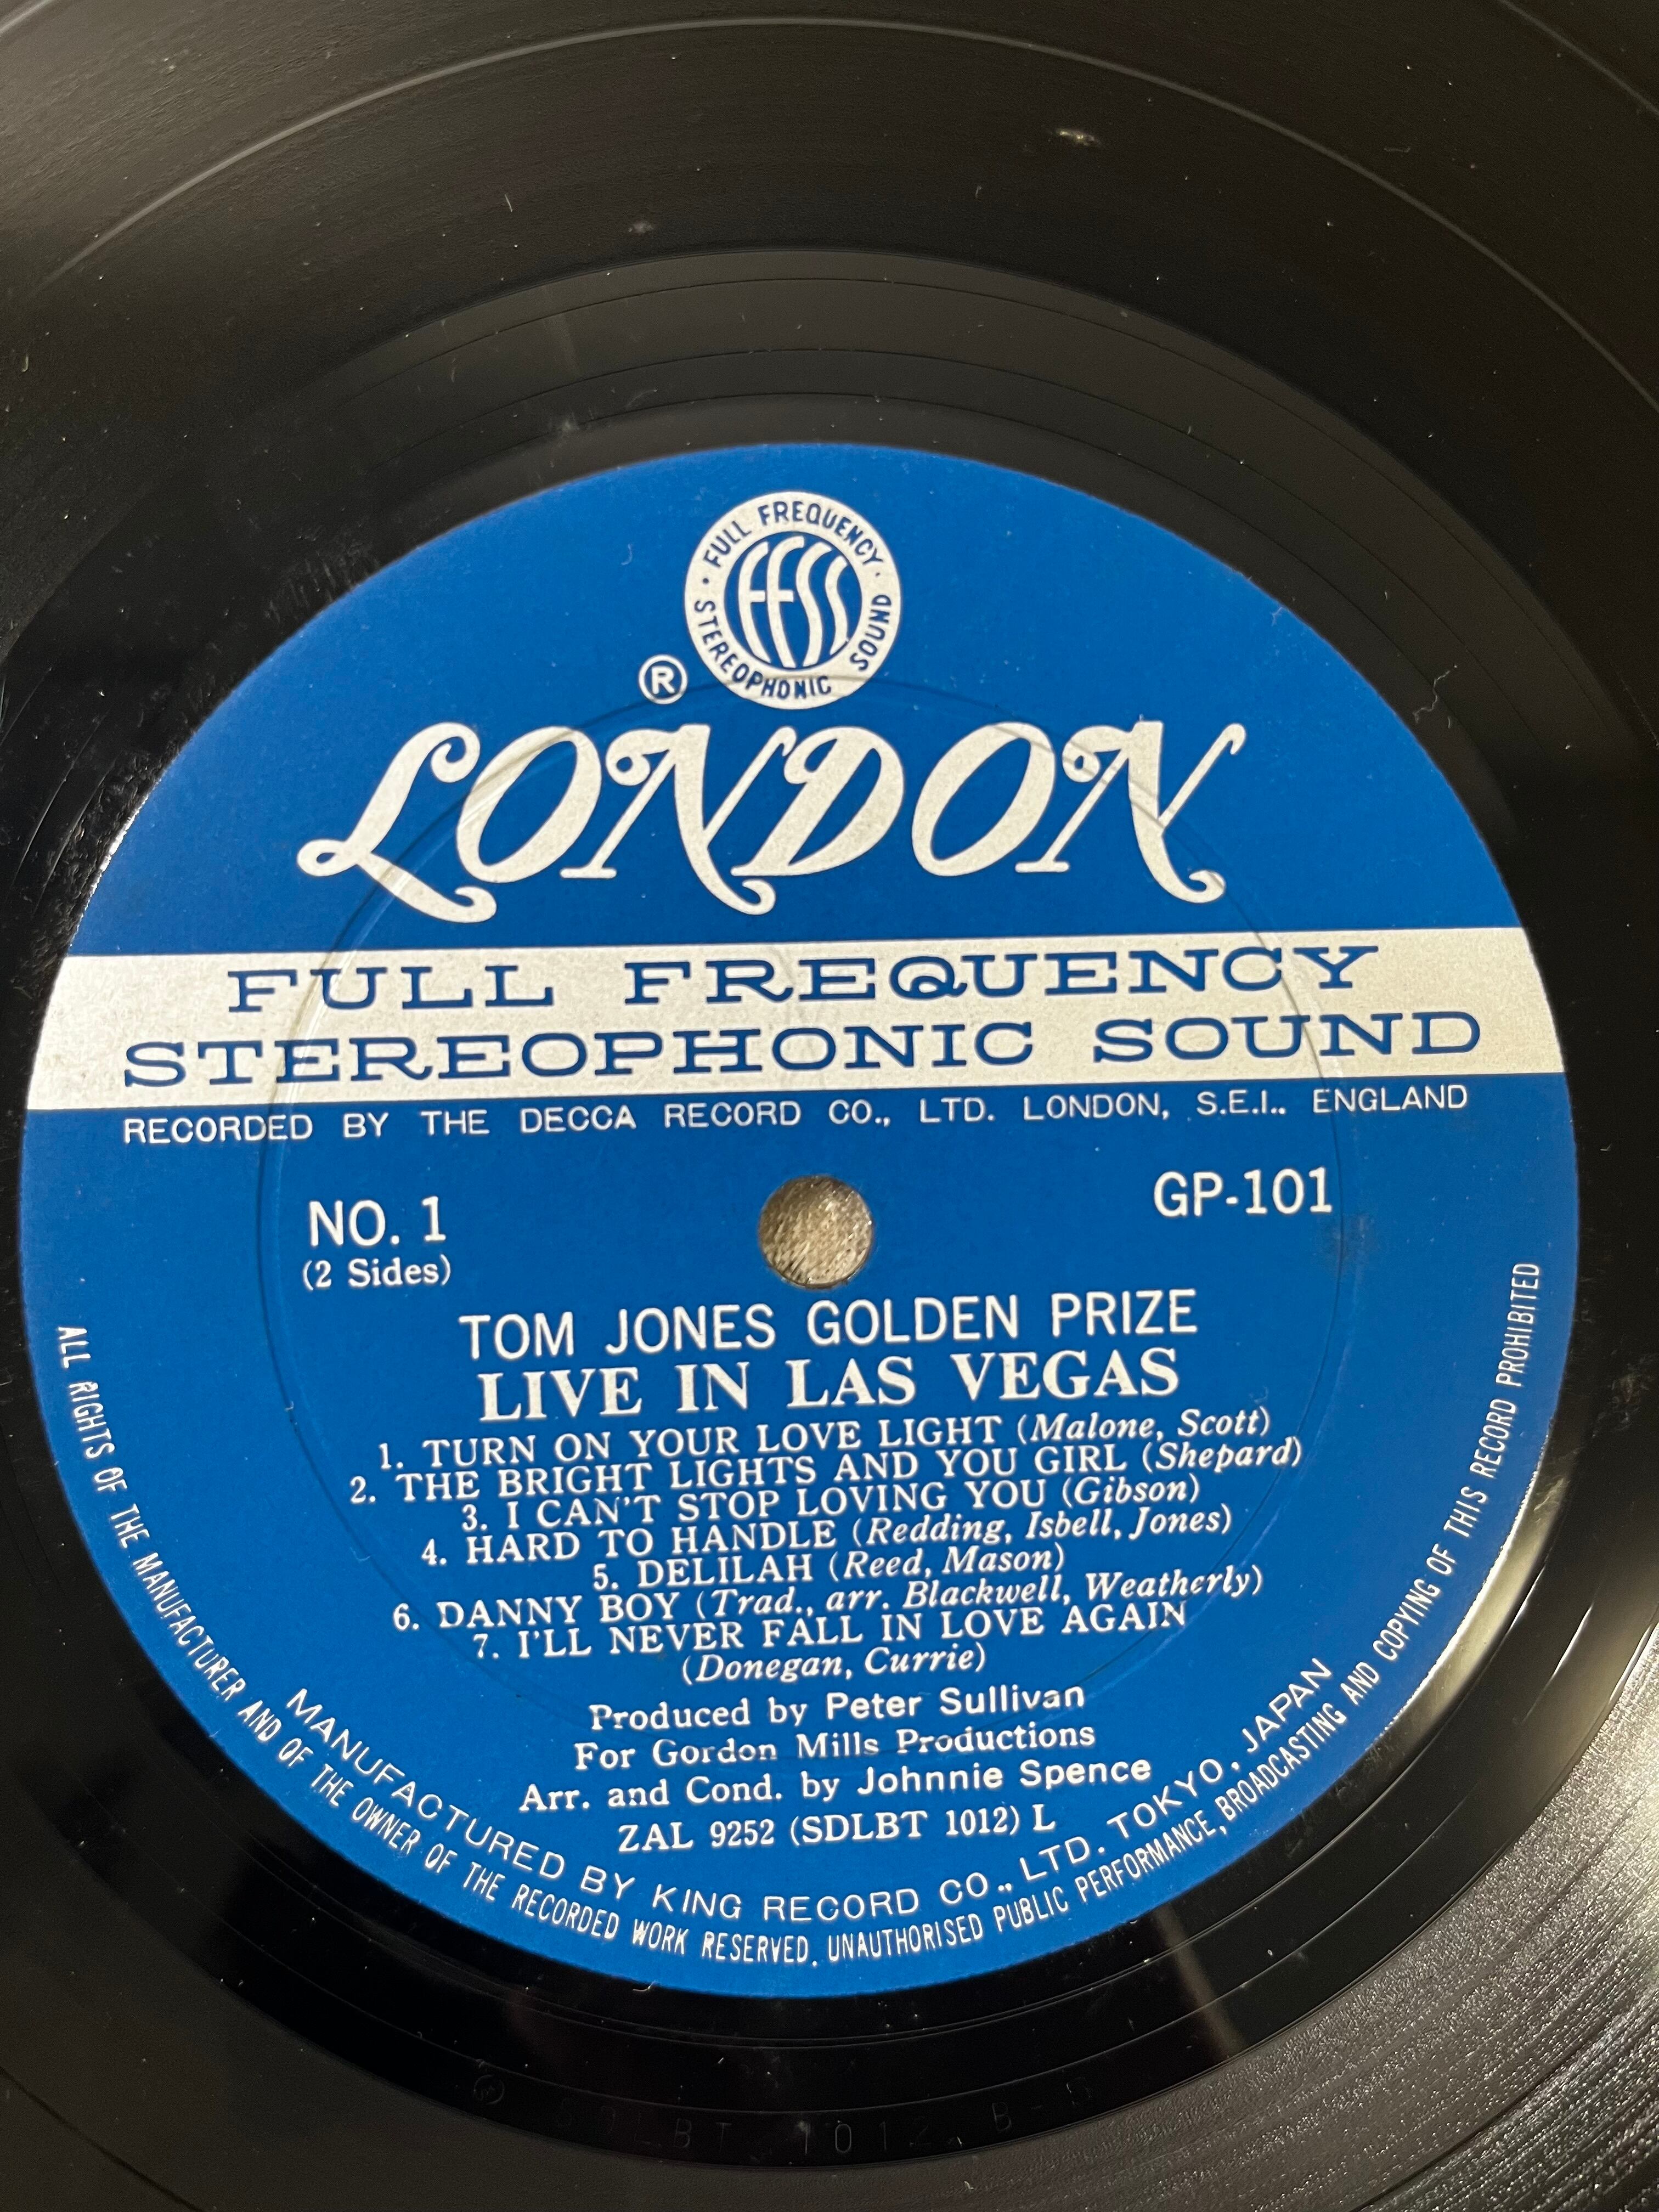 FULL FREQUENCY
FFSS
STEREOPHONIC SOUND
®
LONDON
FULL FREQUENCY
STEREOPHONIC SOUND
RECORDED BY THE DECCA RECORD CO., LTD. LONDON, S.E.I.. ENGLAND
NO. 1
GP-101
(2 Sides)
TOM JONES GOLDEN PRIZE
LIVE IN LAS VEGAS
1. TURN ON YOUR LOVE LIGHT (Malone, Scott)
2. THE BRIGHT LIGHTS AND YOU GIRL (Shepard)
3. I CAN'T STOP LOVING YOU (Gibson)
4. HARD TO HANDLE (Redding, Isbell, Jones)
5. DELILAH (Reed, Mason)
6. DANNY BOY (Trad., arr. Blackwell, Weatherly)
7. I'LL NEVER FALL IN LOVE AGAIN
(Donegan, Currie)
Produced by Peter Sullivan
For Gordon Mills Productions
Arr. and Cond. by Johnnie Spence
ZAL 9252 (SDLBT 1012) L
MANUFACTURED BY KING RECORD CO., LTD. TOKYO, JAPAN
ALL RIGHTS OF THE MANUFACTURER AND OF THE OWNER OF THE RECORDED WORK RESERVED. UNAUTHORISED PUBLIC PERFORMANCE, BROADCASTING AND COPYING OF THIS RECORD PROHIBITED